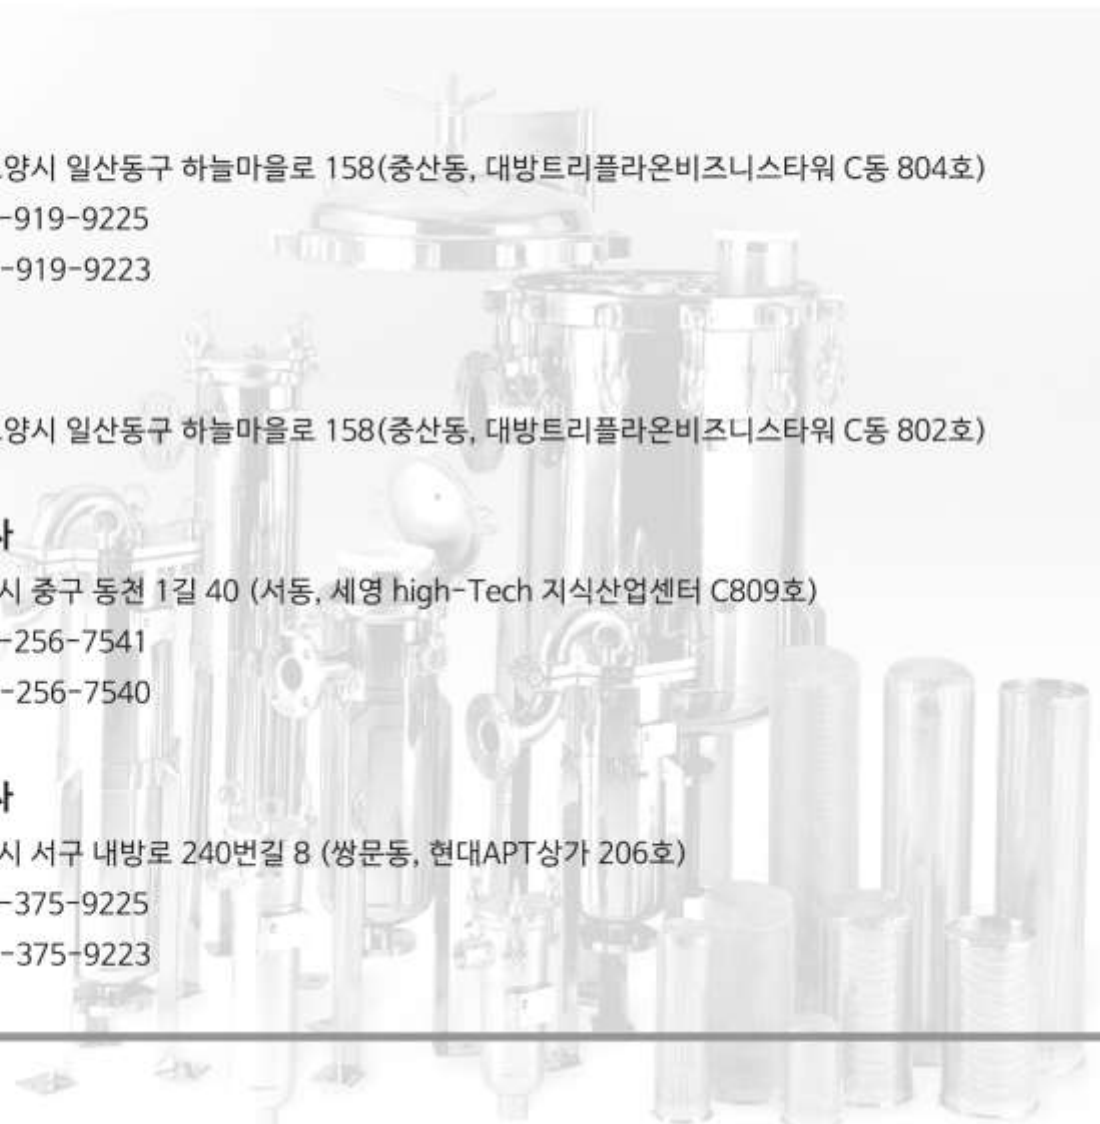 양시 일산동구 하늘마을로 158(중산동, 대방트리플라온비즈니스타워 C동 804호)
-919-9225
-919-9223
양시 일산동구 하늘마을로 158(중산동, 대방트리플라온비즈니스타워 C동 802호)
시 중구 동천 1길 40 (서동, 세영 high-Tech 지식산업센터 C809호)
-256-7541
-256-7540
시 서구 내방로 240번길 8 (쌍문동, 현대APT상가 206호)
-375-9225
-375-9223